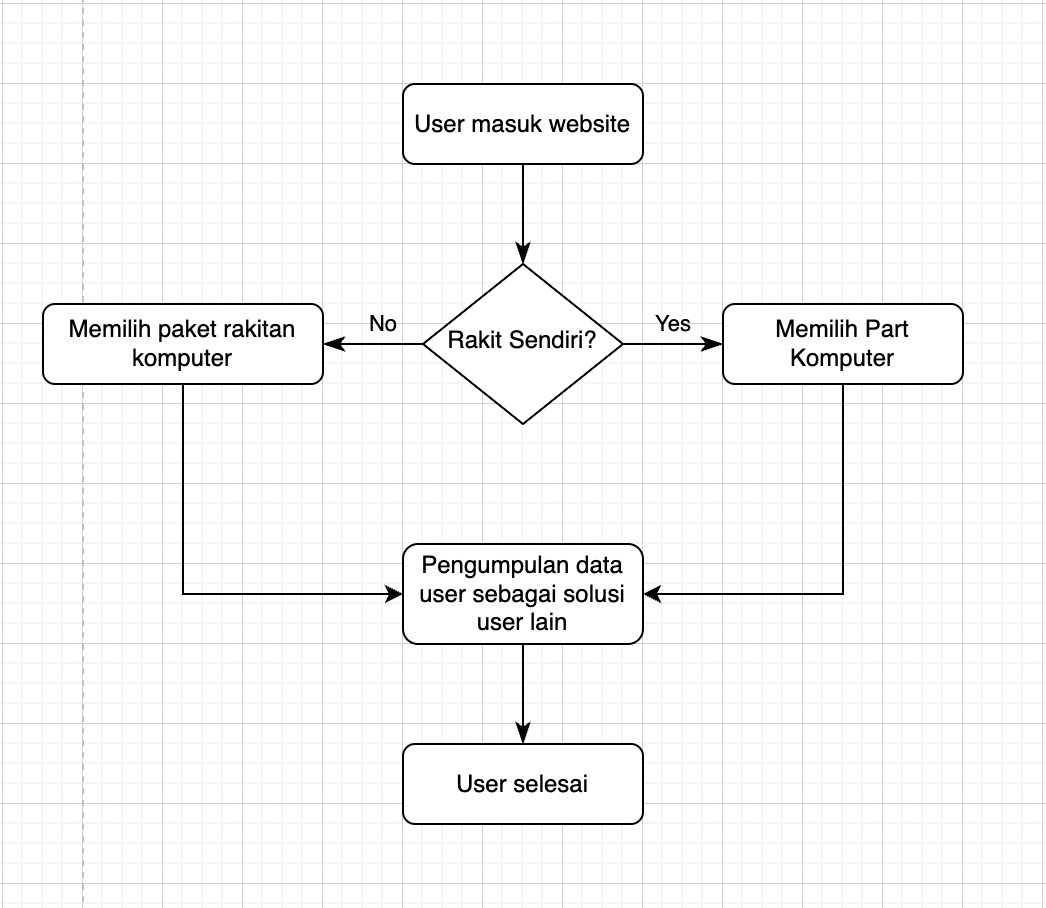 User masuk website
Rakit Sendiri?
No
Yes
Memilih paket rakitan
komputer
Memilih Part
Komputer
Pengumpulan data
user sebagai solusi
user lain
User selesai